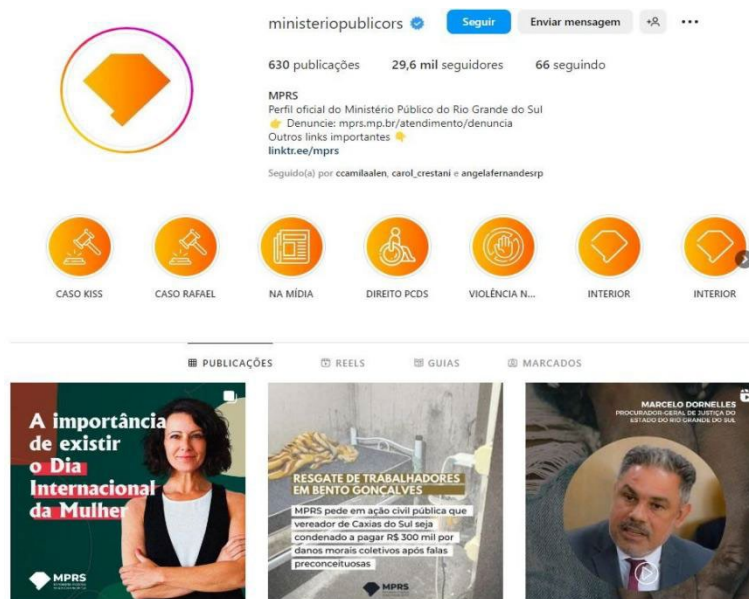 ministeriopublicors
Seguir
Enviar mensagem
630 publicações 29,6 mil seguidores 66 seguindo
MPRS
Perfil oficial do Ministério Público do Rio Grande do Sul
👉 Denuncie: mprs.mp.br/atendimento/denuncia
Outros links importantes 👇
linktr.ee/mprs
Seguido(a) por ccamilaalen, carol_crestani e angelafernandesrp
CASO KISS
CASO RAFAEL
NA MÍDIA
DIREITO PCDS
VIOLÊNCIA N...
INTERIOR
INTERIOR
PUBLICAÇÕES
REELS
GUIAS
MARCADOS
A importância
de existir
o Dia
Internacional
da Mulher
MPRS
RESGATE DE TRABALHADORES
EM BENTO GONÇALVES
MPRS pede em ação civil pública que
vereador de Caxias do Sul seja
condenado a pagar R$ 300 mil por
danos morais coletivos após falas
preconceituosas
MPRS
MARCELO DORNELLES
PROCURADOR-GERAL DE JUSTIÇA DO
ESTADO DO RIO GRANDE DO SUL